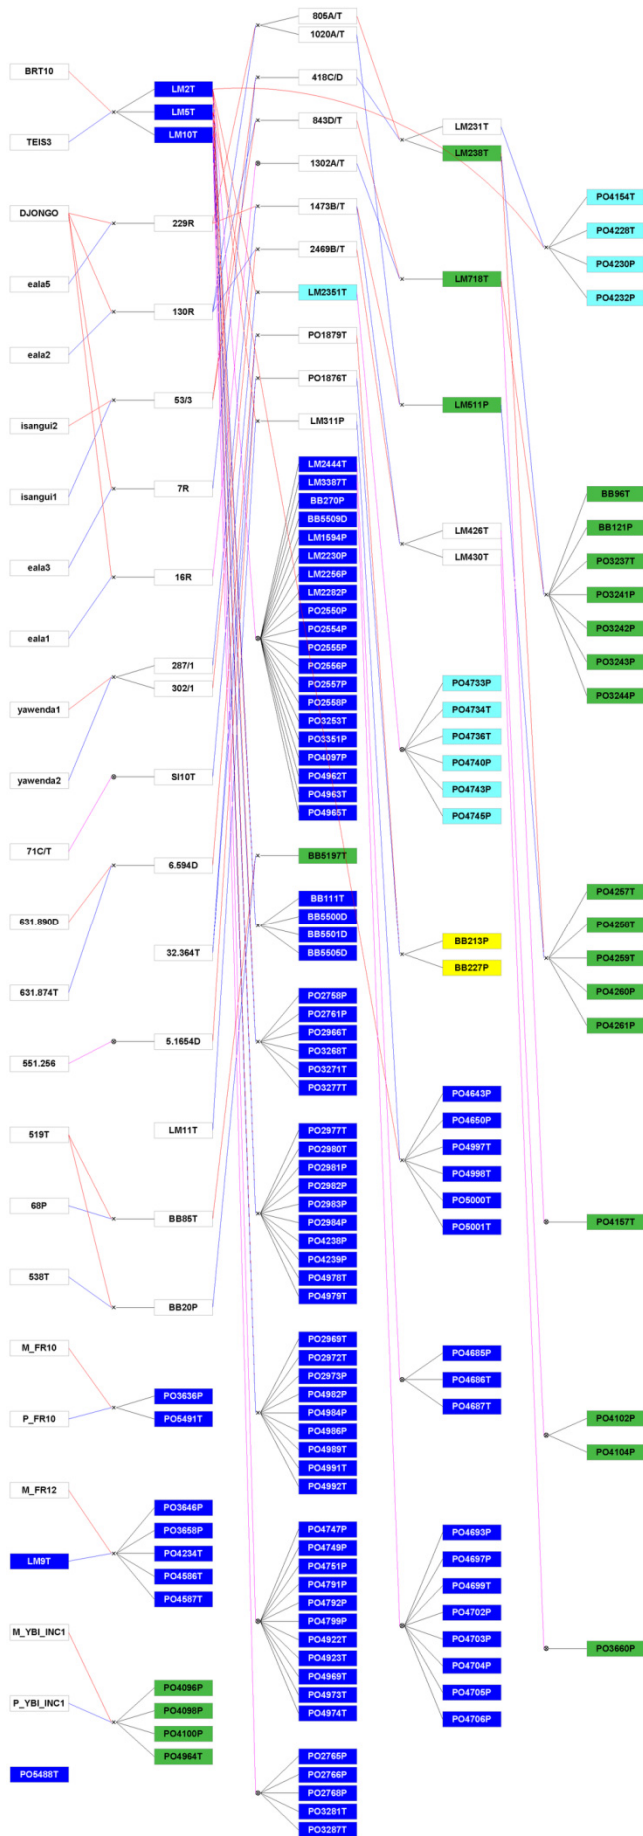 BRT10
TEIS3
DJONGO
eala5
eala2
isangui2
isangui1
eala3
eala1
yawenda1
yawenda2
71C/T
631.890D
631.874T
551.256
519T
68P
538T
M_FR10
P_FR10
M_FR12
LM9T
M_YBI_INC1
P_YBI_INC1
PO5488T
LM2T
LM5T
LM10T
229R
130R
53/3
7R
16R
287/1
302/1
SI10T
6.594D
32.364T
5.1654D
LM11T
BB85T
BB20P
PO3636P
PO5491T
PO3646P
PO3658P
PO4234T
PO4586T
PO4587T
PO4096P
PO4098P
PO4100P
PO4964T
805A/T
1020A/T
418C/D
843D/T
1302A/T
1473B/T
2469B/T
LM2351T
PO1879T
PO1876T
LM311P
LM2444T
LM3387T
BB270P
BB5509D
LM1594P
LM2230P
LM2256P
LM2282P
PO2550P
PO2554P
PO2555P
PO2556P
PO2557P
PO2558P
PO3253T
PO3351P
PO4097P
PO4962T
PO4963T
PO4965T
BB5197T
BB111T
BB5500D
BB5501D
BB5505D
PO2758P
PO2761P
PO2966T
PO3268T
PO3271T
PO3277T
PO2977T
PO2980T
PO2981P
PO2982P
PO2983P
PO2984P
PO4238P
PO4239P
PO4978T
PO4979T
PO2969T
PO2972T
PO2973P
PO4982P
PO4984P
PO4986P
PO4989T
PO4991T
PO4992T
PO4747P
PO4749P
PO4751P
PO4791P
PO4792P
PO4799P
PO4922T
PO4923T
PO4969T
PO4973T
PO4974T
PO2765P
PO2766P
PO2768P
PO3281T
PO3287T
LM231T
LM238T
LM718T
LM511P
LM426T
LM430T
PO4733P
PO4734T
PO4736T
PO4740P
PO4743P
PO4745P
BB213P
BB227P
PO4643P
PO4650P
PO4997T
PO4998T
PO5000T
PO5001T
PO4685P
PO4686T
PO4687T
PO4693P
PO4697P
PO4699T
PO4702P
PO4703P
PO4704P
PO4705P
PO4706P
PO4154T
PO4228T
PO4230P
PO4232P
BB96T
BB121P
PO3237T
PO3241P
PO3242P
PO3243P
PO3244P
PO4257T
PO4259T
PO4260P
PO4261P
PO4157T
PO4102P
PO4104P
PO3660P